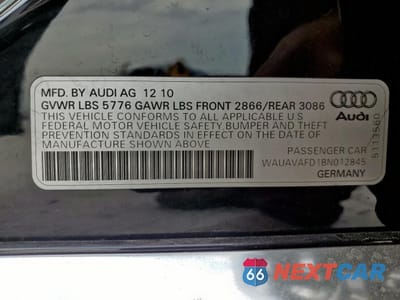 MFD. BY AUDI AG 12 10
GVWR LBS 5776 GAWR LBS FRONT 2866/REAR 3086
THIS VEHICLE CONFORMS TO ALL APPLICABLE U S
FEDERAL MOTOR VEHICLE SAFETY BUMPER AND THEFT
PREVENTION STANDARDS IN EFFECT ON THE DATE OF
MANUFACTURE SHOWN ABOVE
Audi
5113560
PASSENGER CAR
WAUAVAFD1BN012845
GERMANY
66 NEXTCAR